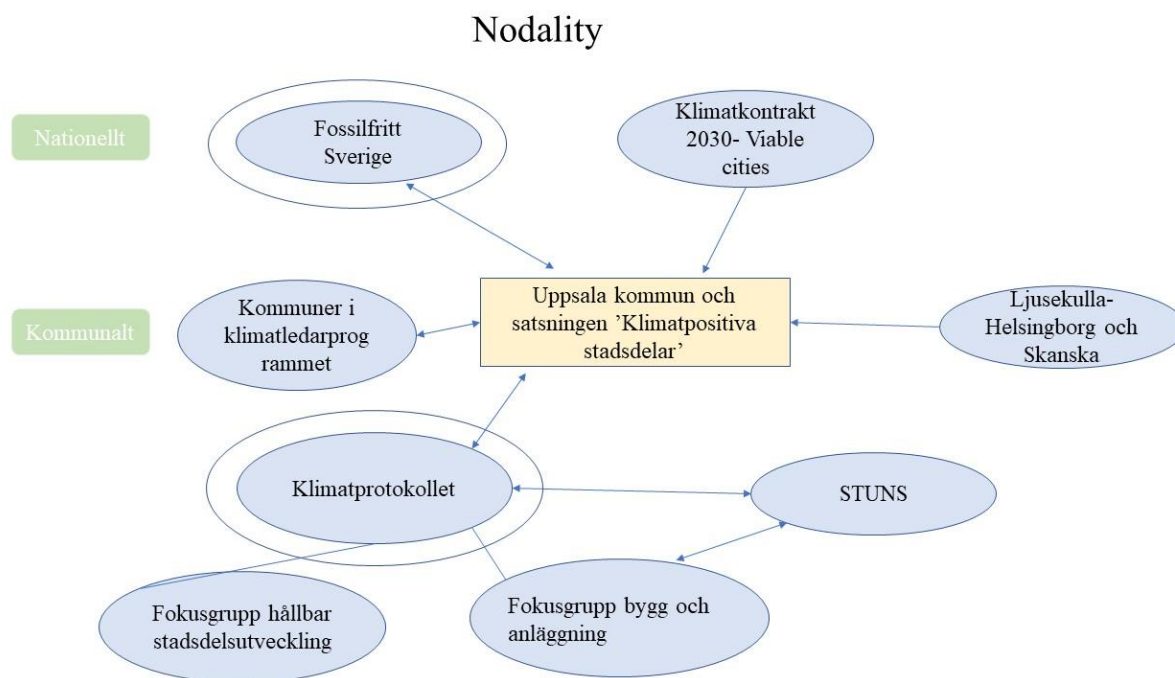 Nodality
Nationellt
Fossilfritt
Sverige
Klimatkontrakt
2030- Viable
cities
Kommunalt
Kommuner i
klimatledarprog
rammet
Uppsala kommun och
satsningen ’Klimatpositiva
stadsdelar’
Ljusekulla-
Helsingborg och
Skanska
Klimatprotokollet
STUNS
Fokusgrupp hållbar
stadsdelsutveckling
Fokusgrupp bygg och
anläggning